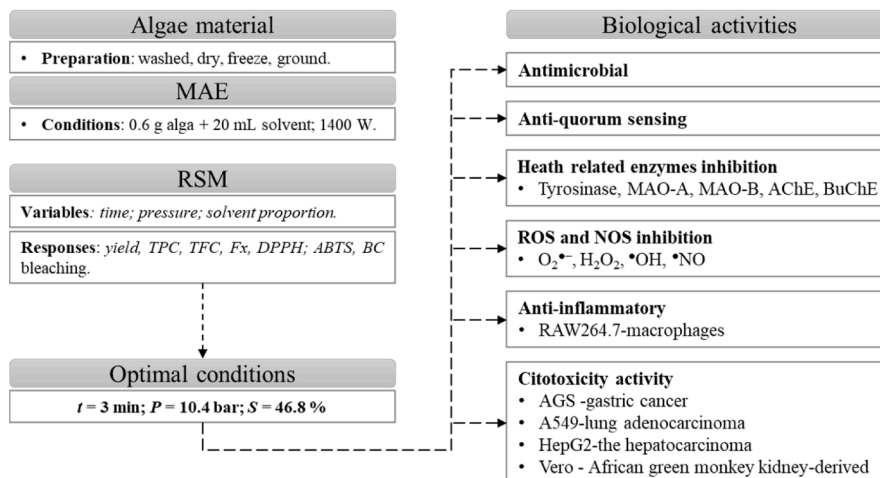 Algae material
• Preparation: washed, dry, freeze, ground.
MAE
• Conditions: 0.6 g alga + 20 mL solvent; 1400 W.
RSM
Variables: time; pressure; solvent proportion.
Responses: yield, TPC, TFC, Fx, DPPH; ABTS, BC
bleaching.
Optimal conditions
t = 3 min; P = 10.4 bar; S = 46.8 %
Biological activities
Antimicrobial
Anti-quorum sensing
Heath related enzymes inhibition
• Tyrosinase, MAO-A, MAO-B, AChE, BuChE
ROS and NOS inhibition
• O₂•⁻, H₂O₂, •OH, •NO
Anti-inflammatory
• RAW264.7-macrophages
Citotoxicity activity
• AGS -gastric cancer
• A549-lung adenocarcinoma
• HepG2-the hepatocarcinoma
• Vero - African green monkey kidney-derived